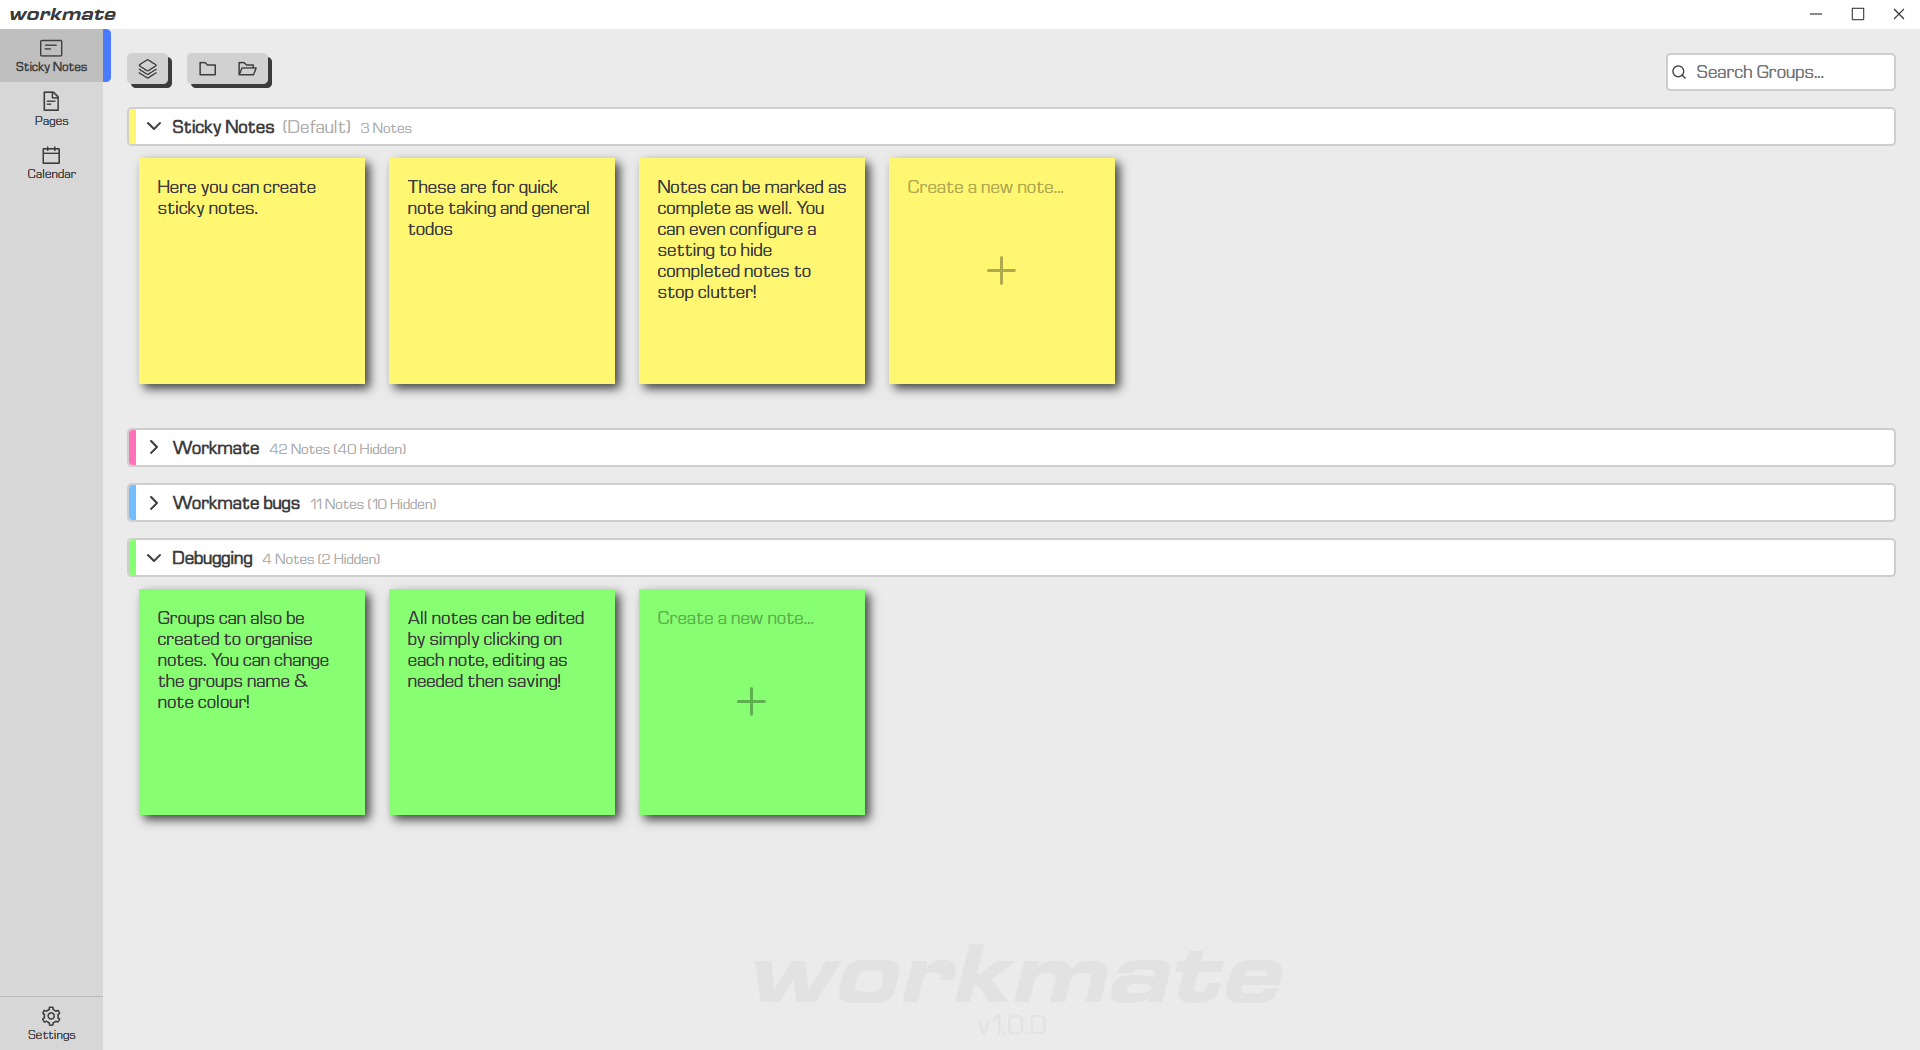 workmate
Sticky Notes
Pages
Calendar
Settings
Search Groups...
Sticky Notes (Default) 3 Notes
Here you can create
sticky notes.
These are for quick
note taking and general
todos
Notes can be marked as
complete as well. You
can even configure a
setting to hide
completed notes to
stop clutter!
Create a new note...
Workmate 42 Notes (40 Hidden)
Workmate bugs 11 Notes (10 Hidden)
Debugging 4 Notes (2 Hidden)
Groups can also be
created to organise
notes. You can change
the groups name &
note colour!
All notes can be edited
by simply clicking on
each note, editing as
needed then saving!
Create a new note...
workmate
v1.0.0